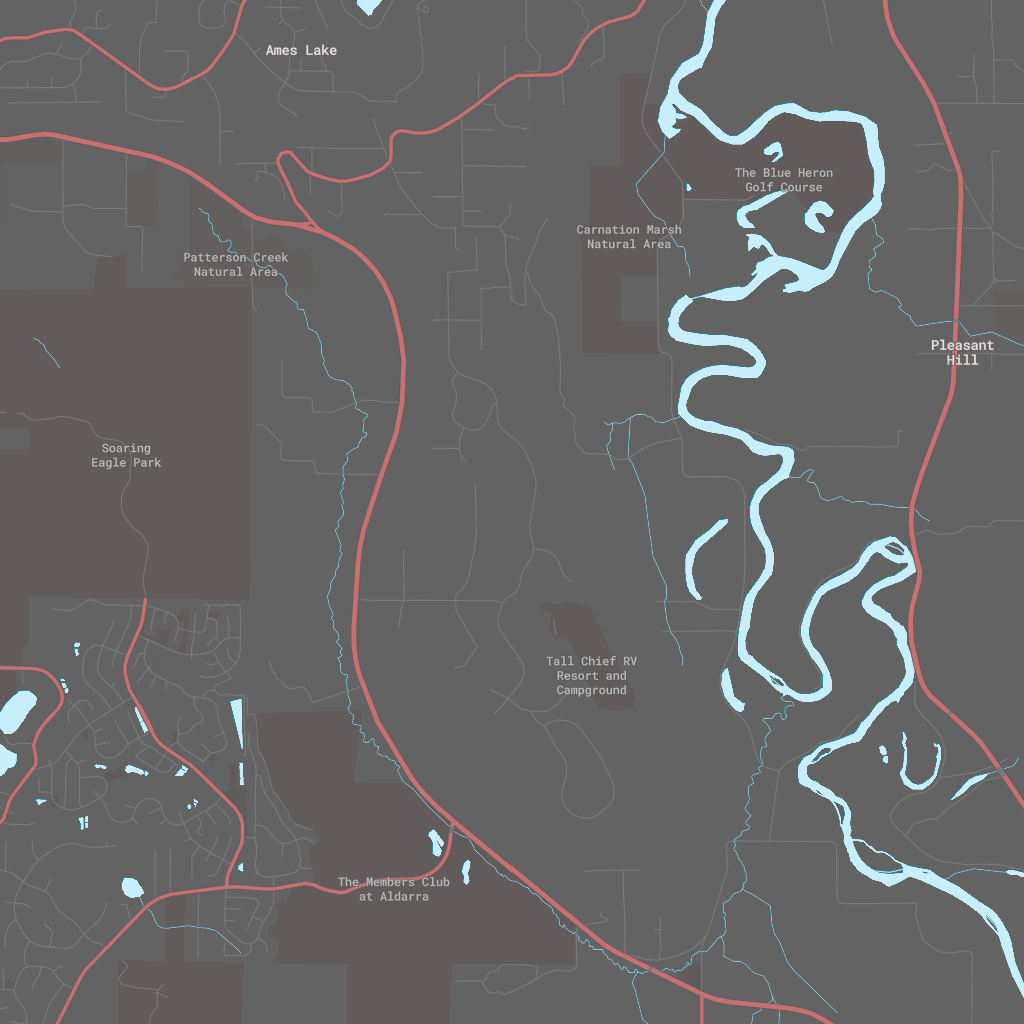 Ames Lake
The Blue Heron
Golf Course
Carnation Marsh
Natural Area
Patterson Creek
Natural Area
Pleasant
Hill
Soaring
Eagle Park
Tall Chief RV
Resort and
Campground
The Members Club
at Aldarra